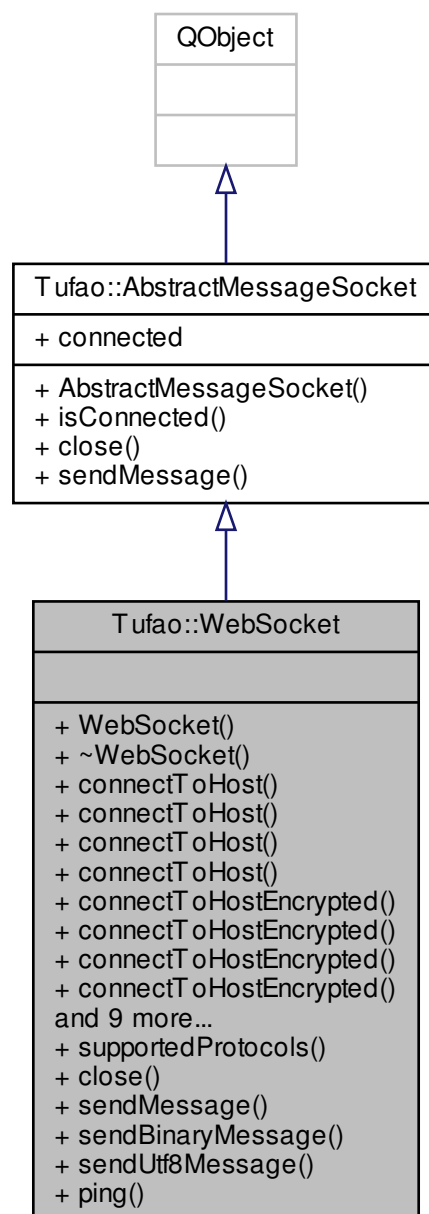 QObject
Tufao::AbstractMessageSocket
+ connected
+ AbstractMessageSocket()
+ isConnected()
+ close()
+ sendMessage()
Tufao::WebSocket
+ WebSocket()
+ ~WebSocket()
+ connectToHost()
+ connectToHost()
+ connectToHost()
+ connectToHost()
+ connectToHostEncrypted()
+ connectToHostEncrypted()
+ connectToHostEncrypted()
+ connectToHostEncrypted()
and 9 more...
+ supportedProtocols()
+ close()
+ sendMessage()
+ sendBinaryMessage()
+ sendUtf8Message()
+ ping()